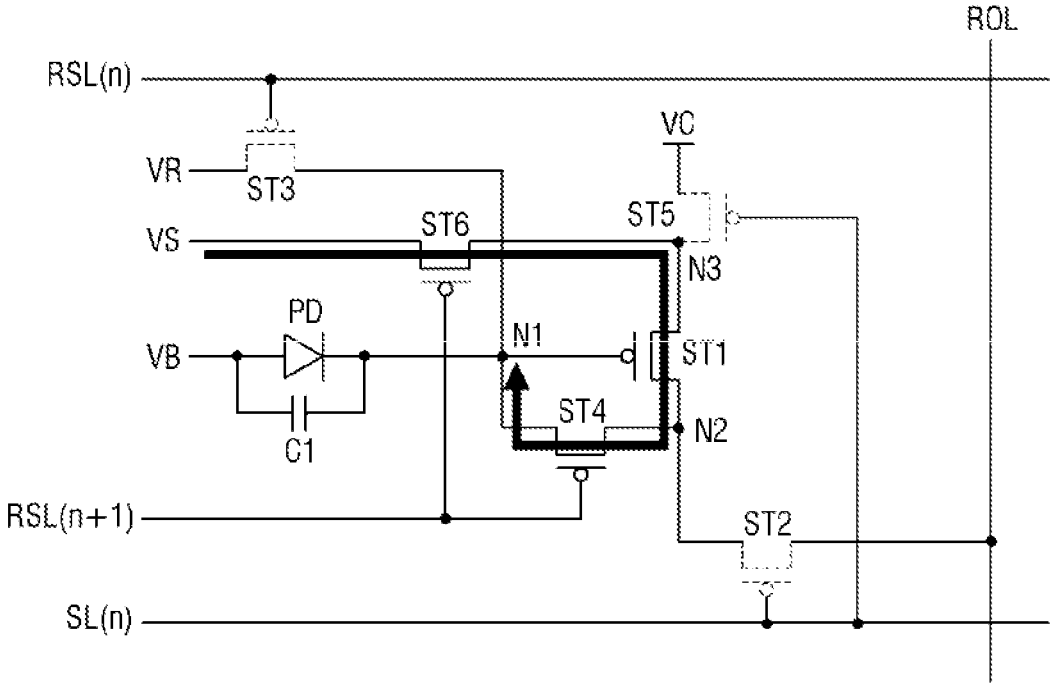 ROL
RSL(n)
VC
VR
ST3
ST5
ST6
VS
N3
PD
N1
VB
ST1
ST4
N2
C1
RSL(n+1)
ST2
SL(n)